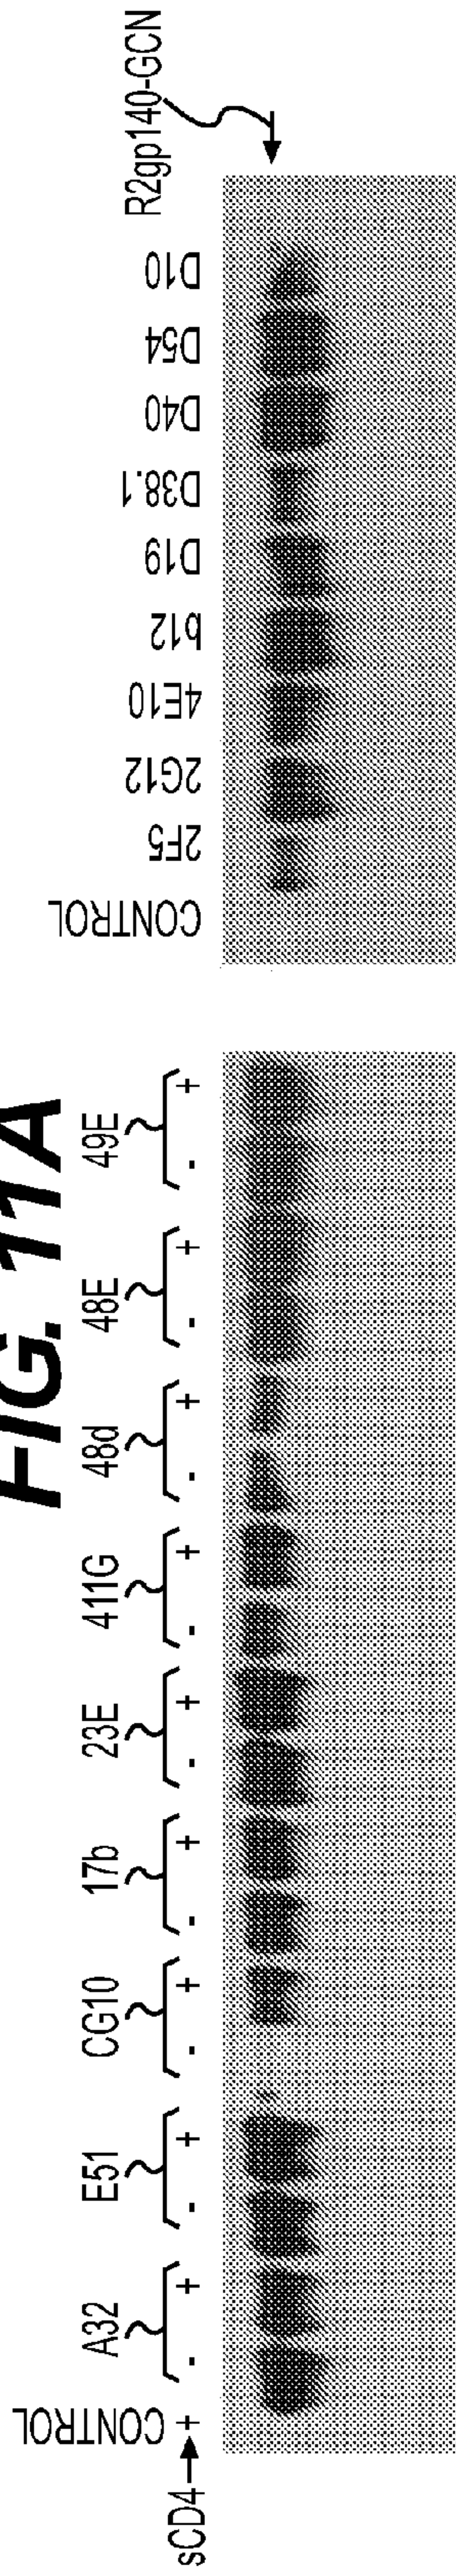 FIG. 11A
A32 E51 CG10 17b 23E 411G 48d 48E 49E
CONTROL
sCD4 + - + - + - + - + - + - + - + - + - +
CONTROL 2F5 2G12 4E10 b12 D19 D38.1 D40 D54 D10
R2gp140-GCN